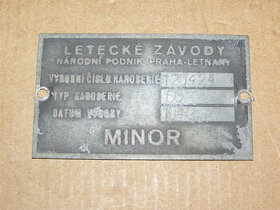 LETECKÉ ZÁVODY
NÁRODNÍ PODNIK PRAHA-LETŇANY
VÝROBNÍ ČÍSLO KAROSERIE
TYP KAROSERIE
DATUM VÝROBY
MINOR